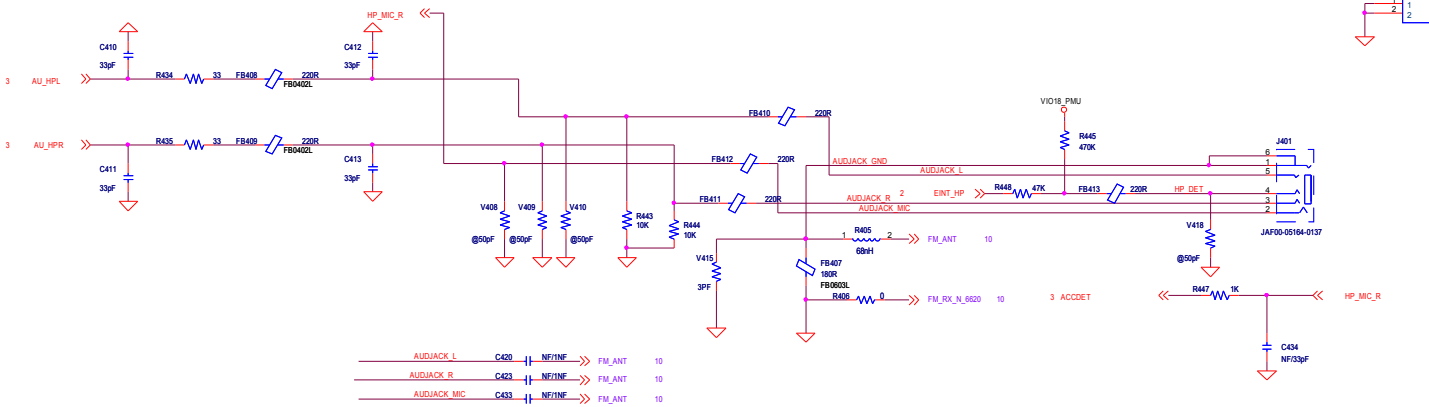 HP_MIC_R
1
2
1
2
C410
33pF
C412
33pF
3 AU_HPL
R434 33
FB408 220R
FB0402L
3 AU_HPR
R435 33
FB409 220R
FB0402L
C411
33pF
C413
33pF
FB410 220R
FB412 220R
FB411 220R
V408
@50pF
V409
@50pF
V410
@50pF
R443
10K
R444
10K
VIO18_PMU
R445
470K
J401
AUDJACK_GND
AUDJACK_L
2 EINT_HP
R448 47K
FB413 220R
HP_DET
AUDJACK_R
AUDJACK_MIC
6
1
5
4
3
2
JAF00-05164-0137
V418
@50pF
R405
1 2
68nH
FM_ANT 10
V415
3PF
FB407
180R
FB0603L
R406 0
FM_RX_N_6620 10
3 ACCDET
R447 1K
HP_MIC_R
C434
NF/33pF
AUDJACK_L C420 NF/1NF FM_ANT 10
AUDJACK_R C423 NF/1NF FM_ANT 10
AUDJACK_MIC C433 NF/1NF FM_ANT 10